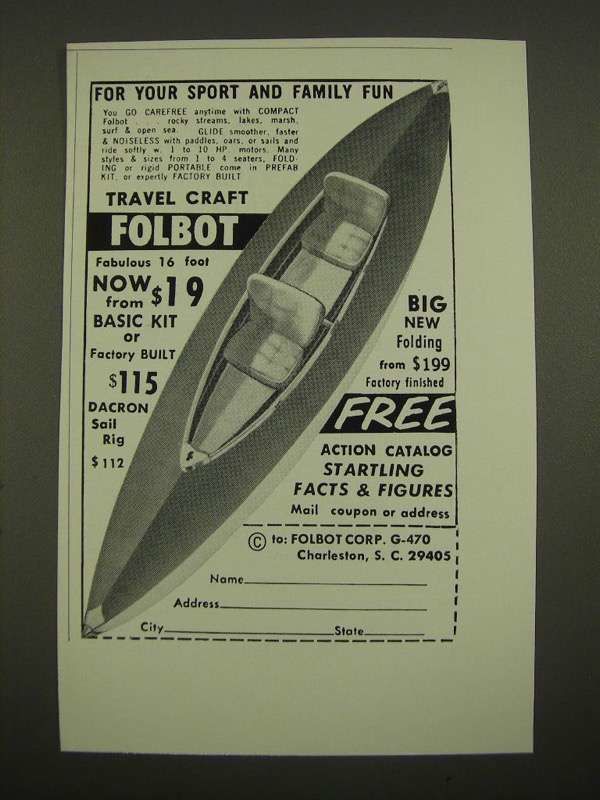 FOR YOUR SPORT AND FAMILY FUN
You GO CAREFREE anytime with COMPACT
Folbot . . . . rocky streams, lakes, marsh,
surf & open sea. GLIDE smoother, faster
& NOISELESS with paddles, oars, or sails and
ride softly w. 1 to 10 HP. motors. Many
styles & sizes from 1 to 4 seaters, FOLD-
ING or rigid PORTABLE come in PREFAB
KIT, or expertly FACTORY BUILT
TRAVEL CRAFT
FOLBOT
Fabulous 16 foot
NOW
from $19
BASIC KIT
or
Factory BUILT
$115
DACRON
Sail
Rig
$112
BIG
NEW
Folding
from $199
Factory finished
FREE
ACTION CATALOG
STARTLING
FACTS & FIGURES
Mail coupon or address
© to: FOLBOT CORP. G-470
Charleston, S. C. 29405
Name
Address
City State